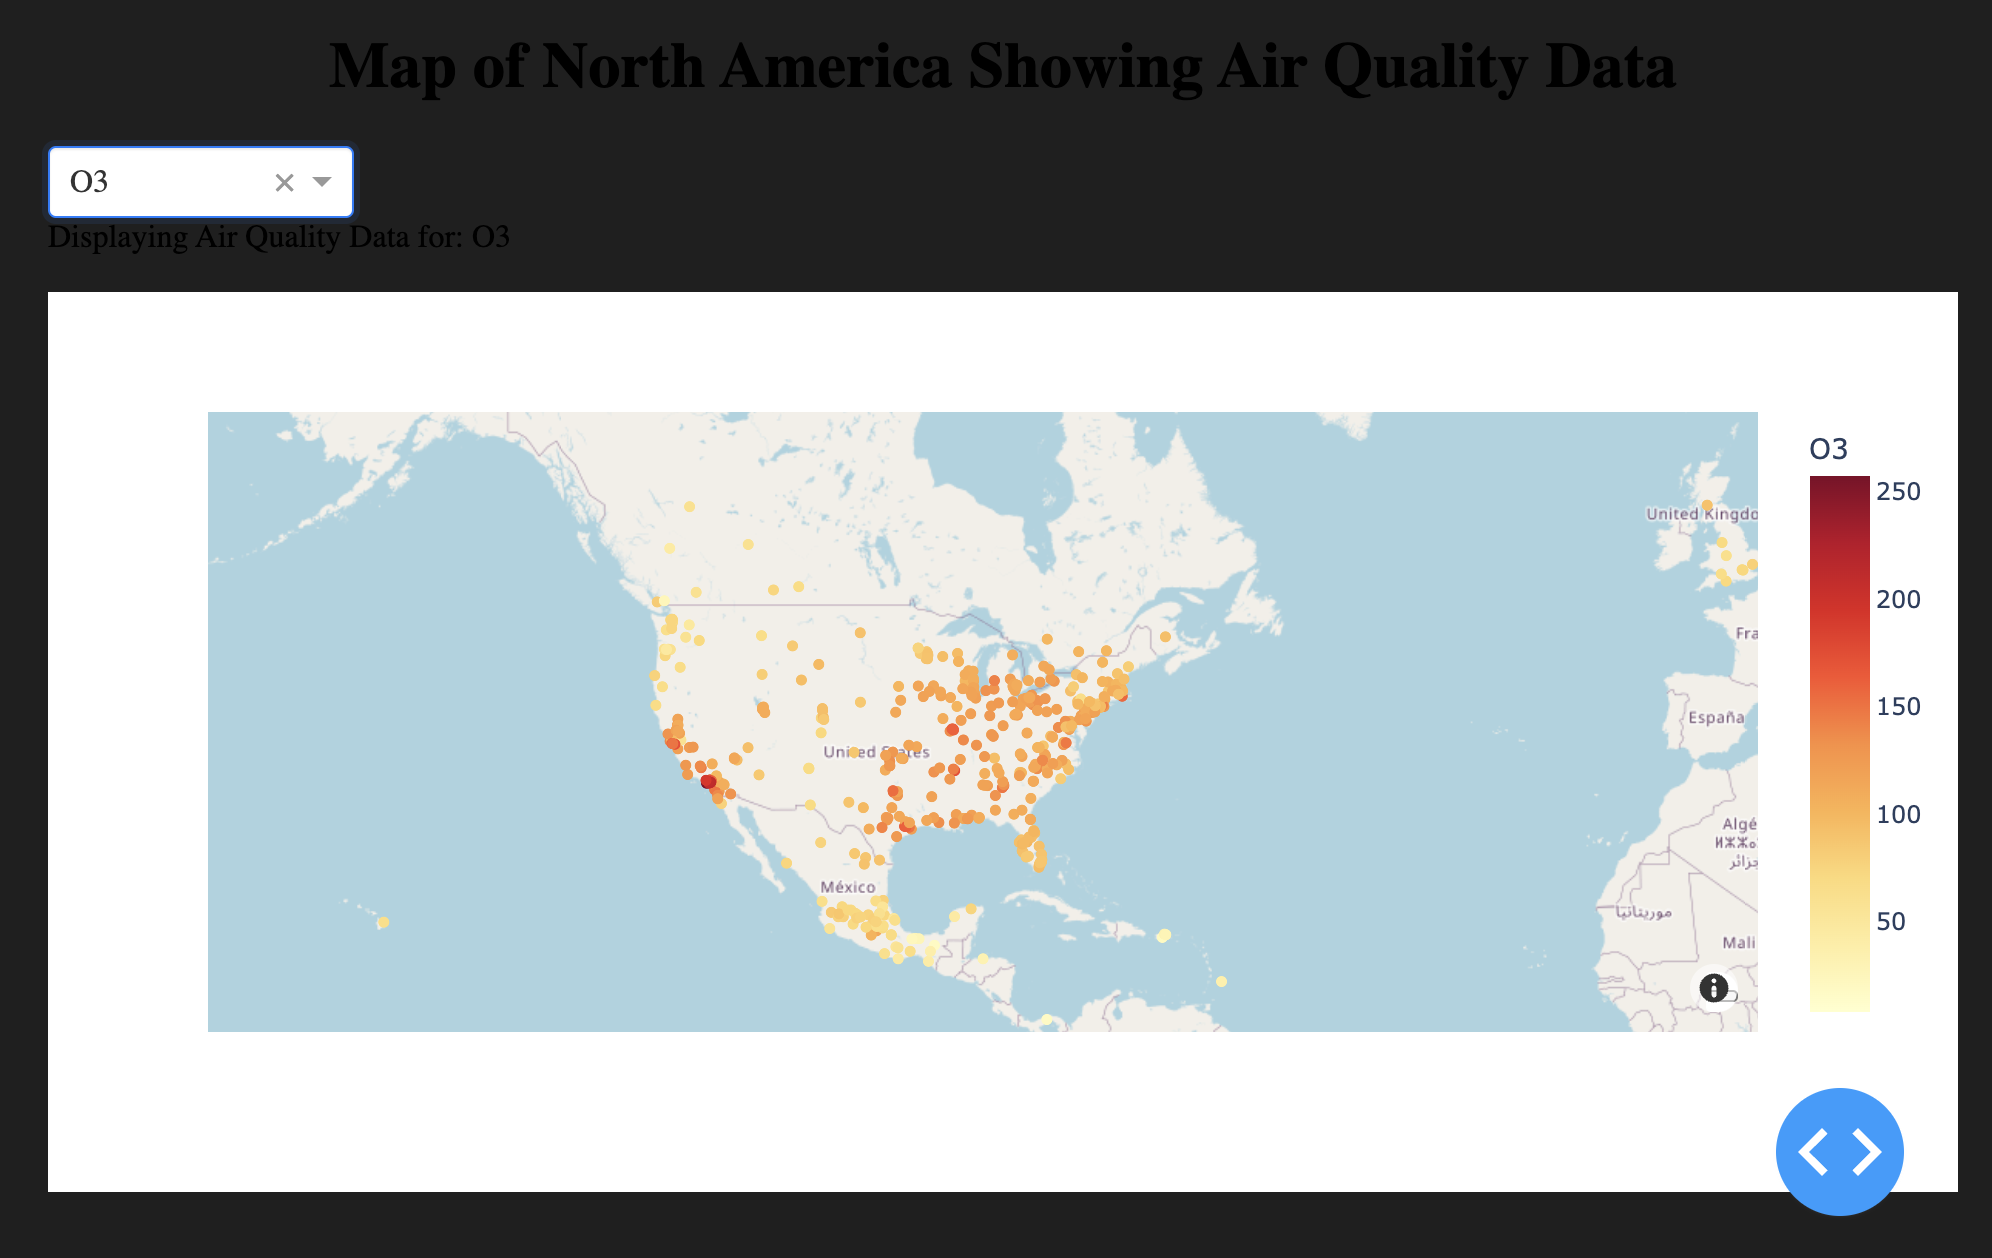 Map of North America Showing Air Quality Data
O3
Displaying Air Quality Data for: O3
O3
250
200
150
100
50
United Kingdo
Fra
España
United States
México
Algé
جزائر
موريتانيا
Mali